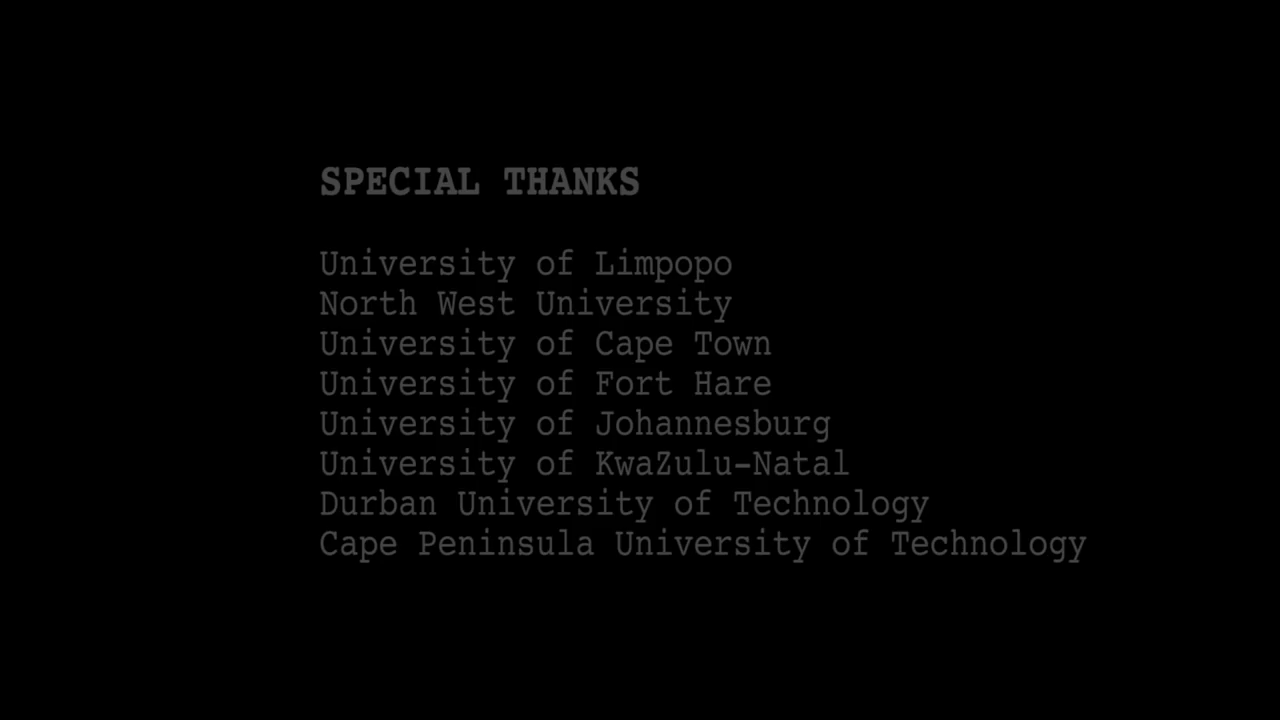 SPECIAL THANKS
University of Limpopo
North West University
University of Cape Town
University of Fort Hare
University of Johannesburg
University of KwaZulu-Natal
Durban University of Technology
Cape Peninsula University of Technology